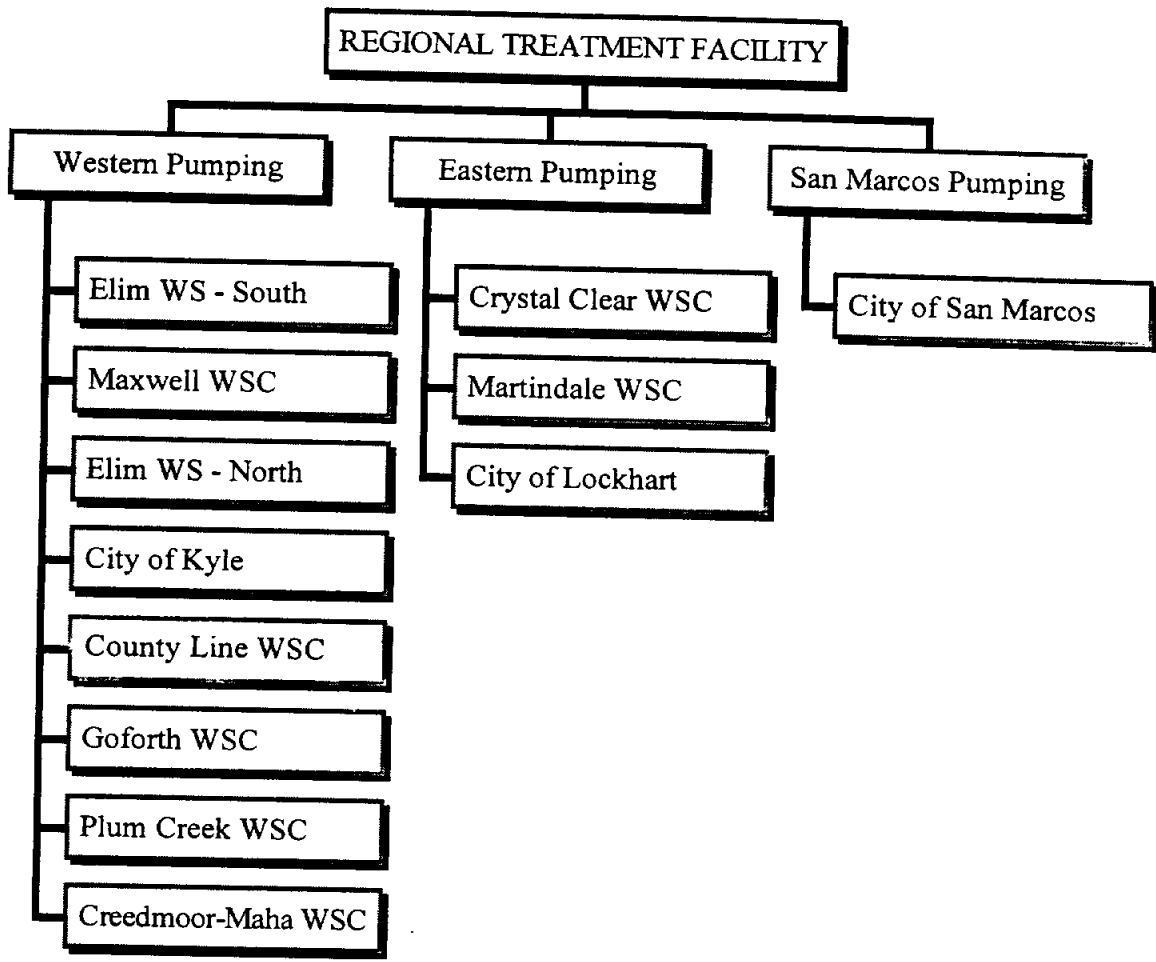 REGIONAL TREATMENT FACILITY
Western Pumping
Eastern Pumping
San Marcos Pumping
Elim WS - South
Maxwell WSC
Elim WS - North
City of Kyle
County Line WSC
Goforth WSC
Plum Creek WSC
Creedmoor-Maha WSC
Crystal Clear WSC
Martindale WSC
City of Lockhart
City of San Marcos